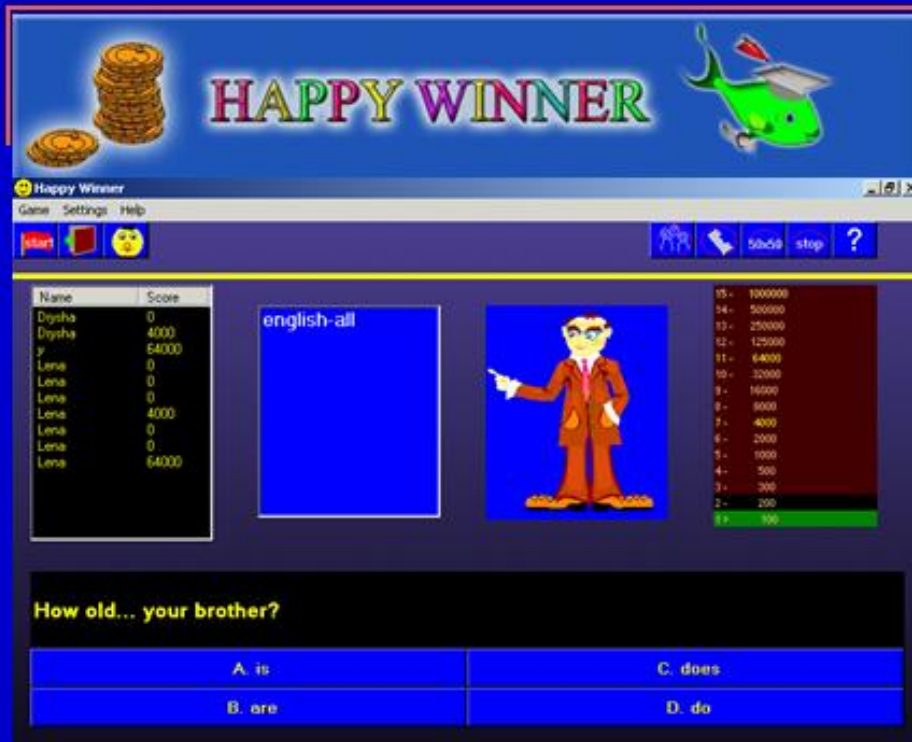 HAPPY WINNER
Happy Winner
Game Settings Help
start
50x50 stop ?
Name Score
Drysha 0
Drysha 4000
y 64000
Lena 0
Lena 0
Lena 0
Lena 4000
Lena 0
Lena 0
Lena 64000
english-all
15 - 1000000
14 - 500000
13 - 250000
12 - 125000
11 - 64000
10 - 32000
9 - 16000
8 - 8000
7 - 4000
6 - 2000
5 - 1000
4 - 500
3 - 300
2 - 200
100
How old... your brother?
A. is
C. does
B. are
D. do